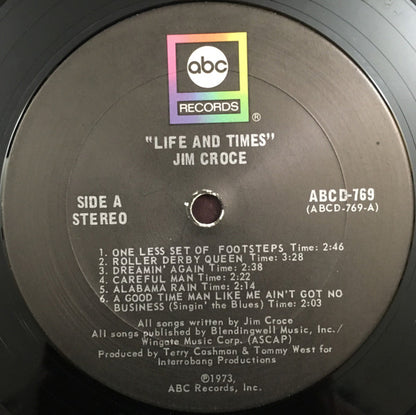 abc
RECORDS
®
"LIFE AND TIMES"
JIM CROCE
SIDE A
STEREO
ABCD-769
(ABCD-769-A)
1. ONE LESS SET OF FOOTSTEPS Time: 2:46
2. ROLLER DERBY QUEEN Time: 3:28
3. DREAMIN' AGAIN Time: 2:38
4. CAREFUL MAN Time: 2:22
5. ALABAMA RAIN Time: 2:14
6. A GOOD TIME MAN LIKE ME AIN'T GOT NO
BUSINESS (Singin' the Blues) Time: 2:03
All songs written by Jim Croce
All songs published by Blendingwell Music, Inc./
Wingate Music Corp. (ASCAP)
Produced by Terry Cashman & Tommy West for
Interrobang Productions
℗1973,
ABC Records, Inc.